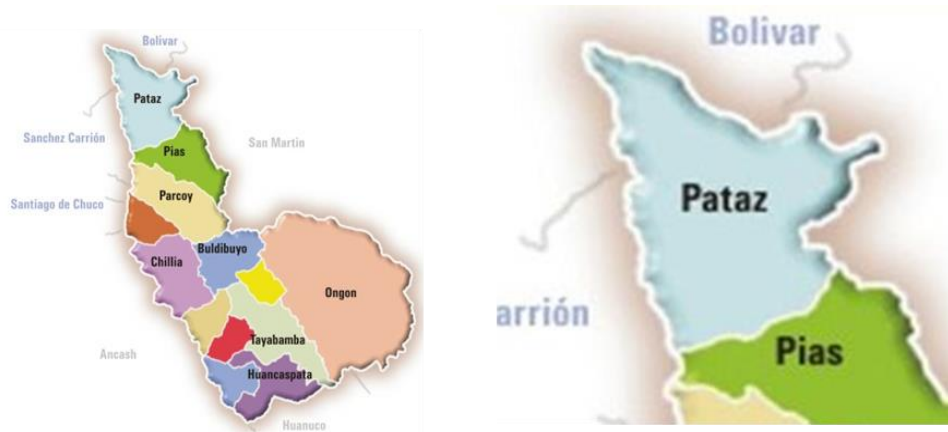 Bolívar
Pataz
Sanchez Carrión
San Martin
Pias
Parcoy
Santiago de Chuco
Buldibuyo
Chillia
Ongon
Tayabamba
Ancash
Huancaspata
Huanuco
Bolivar
Pataz
arrión
Pias